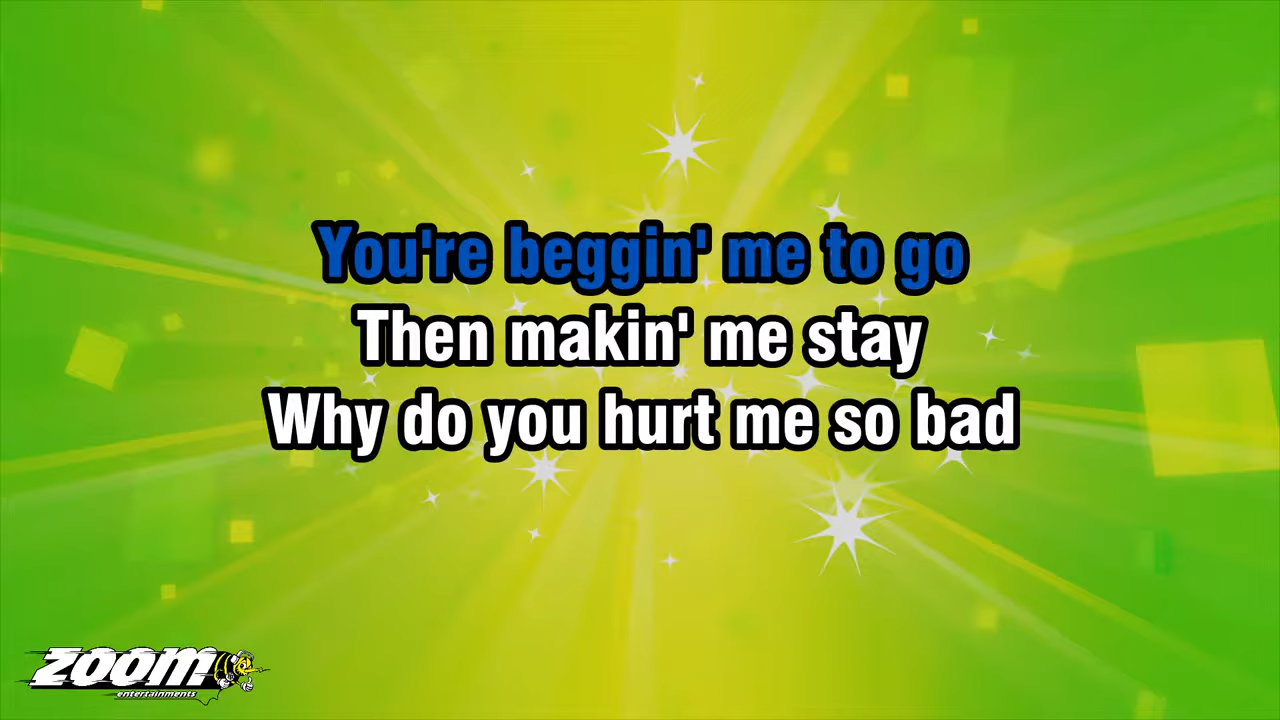 You're beggin' me to go
Then makin' me stay
Why do you hurt me so bad
zoom
entertainments